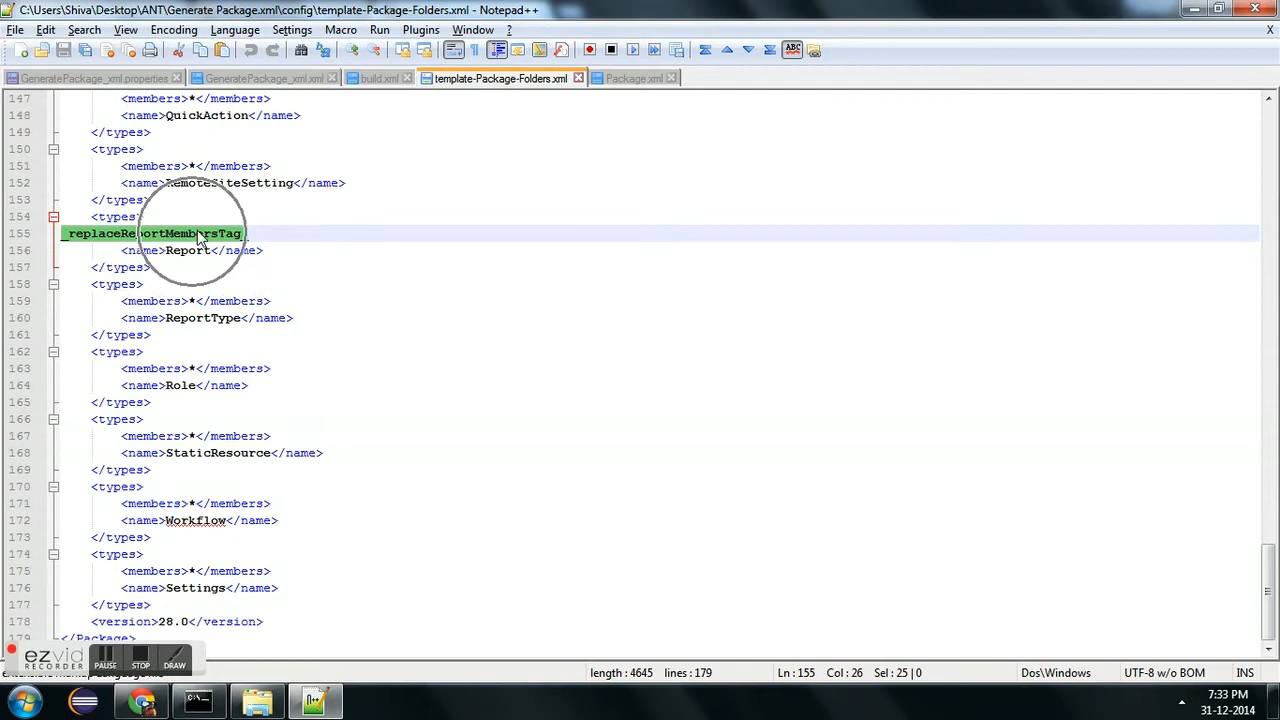 C:\Users\Shiva\Desktop\ANT\Generate Package.xml\config\template-Package-Folders.xml - Notepad++
File Edit Search View Encoding Language Settings Macro Run Plugins Window ? X
GeneratePackage_xml.properties GeneratePackage_xml.xml build.xml template-Package-Folders.xml Package.xml
147 <members>*</members>
148 <name>QuickAction</name>
149 </types>
150 <types>
151 <members>*</members>
152 <name>RemoteSiteSetting</name>
153 </types>
154 <types>
155 _replaceReportMembersTag_
156 <name>Report</name>
157 </types>
158 <types>
159 <members>*</members>
160 <name>ReportType</name>
161 </types>
162 <types>
163 <members>*</members>
164 <name>Role</name>
165 </types>
166 <types>
167 <members>*</members>
168 <name>StaticResource</name>
169 </types>
170 <types>
171 <members>*</members>
172 <name>Workflow</name>
173 </types>
174 <types>
175 <members>*</members>
176 <name>Settings</name>
177 </types>
178 <version>28.0</version>
179 </Package>
ezvid
RECORDER
PAUSE STOP DRAW
length : 4645 lines : 179 Ln : 155 Col : 26 Sel : 25 | 0 Dos\Windows UTF-8 w/o BOM INS
7:33 PM
31-12-2014